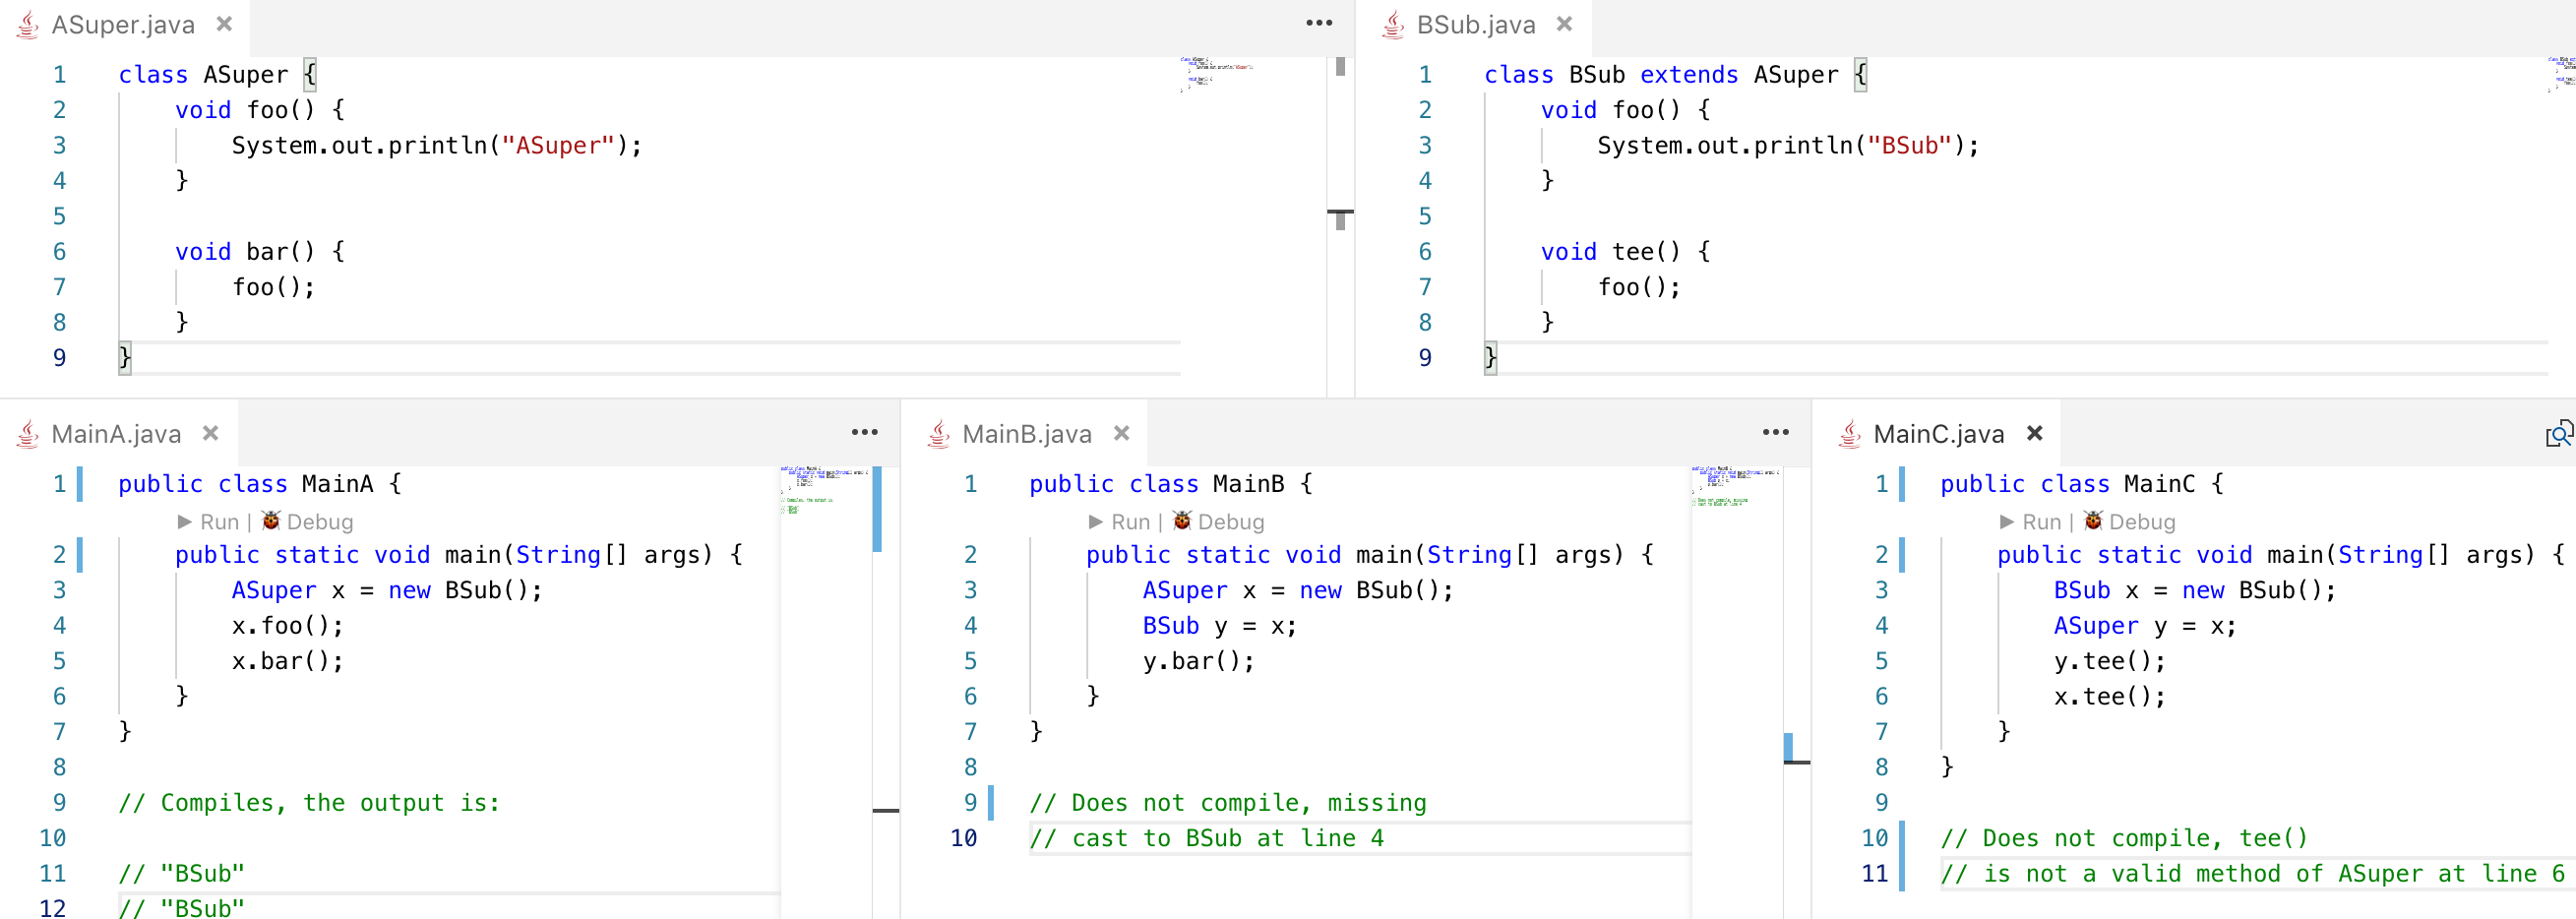 ASuper.java
1 class ASuper {
2 void foo() {
3 System.out.println("ASuper");
4 }
5
6 void bar() {
7 foo();
8 }
9 }
BSub.java
1 class BSub extends ASuper {
2 void foo() {
3 System.out.println("BSub");
4 }
5
6 void tee() {
7 foo();
8 }
9 }
MainA.java
1 public class MainA {
Run | Debug
2 public static void main(String[] args) {
3 ASuper x = new BSub();
4 x.foo();
5 x.bar();
6 }
7 }
8
9 // Compiles, the output is:
10
11 // "BSub"
12 // "BSub"
MainB.java
1 public class MainB {
Run | Debug
2 public static void main(String[] args) {
3 ASuper x = new BSub();
4 BSub y = x;
5 y.bar();
6 }
7 }
8
9 // Does not compile, missing
10 // cast to BSub at line 4
MainC.java
1 public class MainC {
Run | Debug
2 public static void main(String[] args) {
3 BSub x = new BSub();
4 ASuper y = x;
5 y.tee();
6 x.tee();
7 }
8 }
9
10 // Does not compile, tee()
11 // is not a valid method of ASuper at line 6